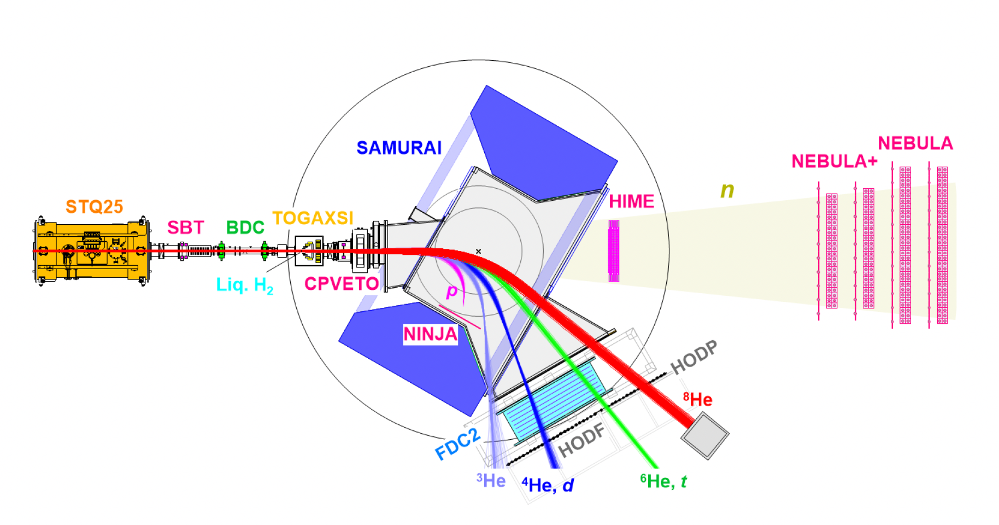 NEBULA
SAMURAI
NEBULA+
n
HIME
STQ25
TOGAXSI
SBT
BDC
Liq. H₂
CPVETO
p
NINJA
HODP
⁸He
FDC2
HODF
³He
⁴He, d
⁶He, t